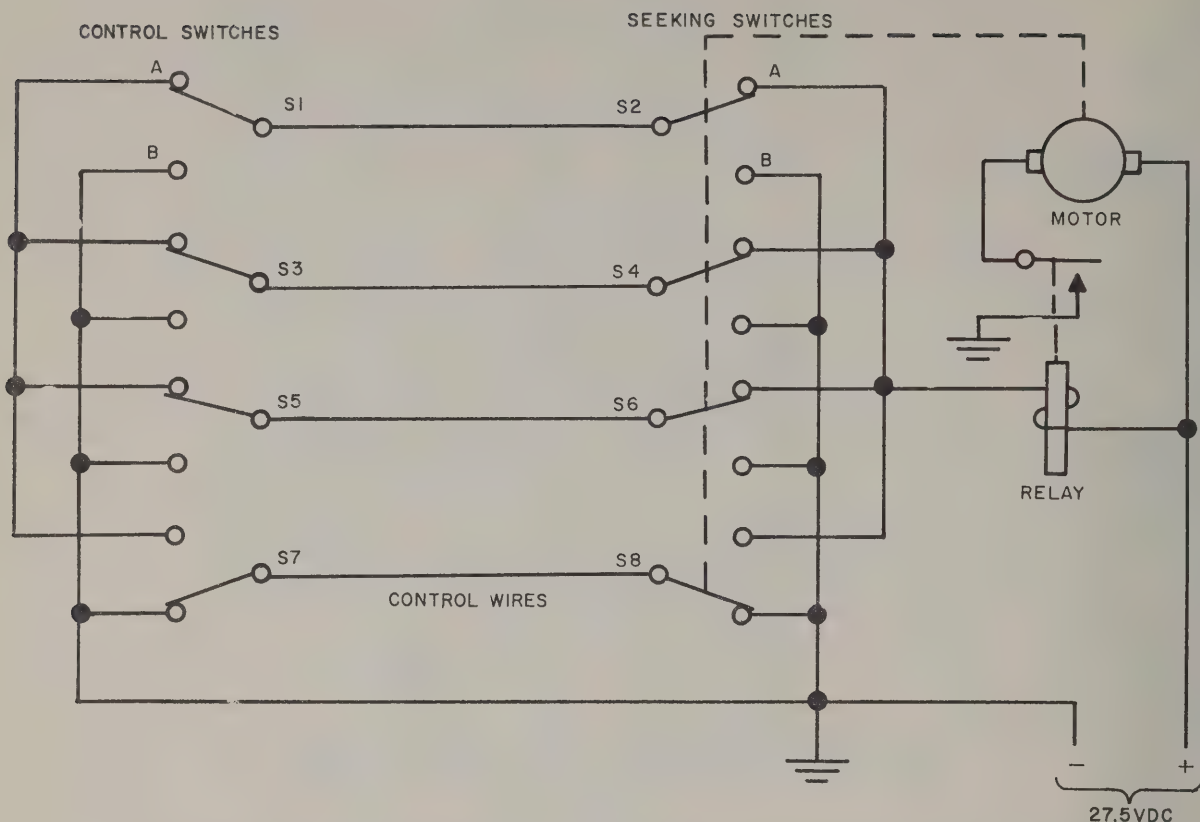 CONTROL SWITCHES
SEEKING SWITCHES
A
S1
S2
A
B
B
MOTOR
S3
S4
S5
S6
RELAY
S7
S8
CONTROL WIRES
- +
27.5VDC